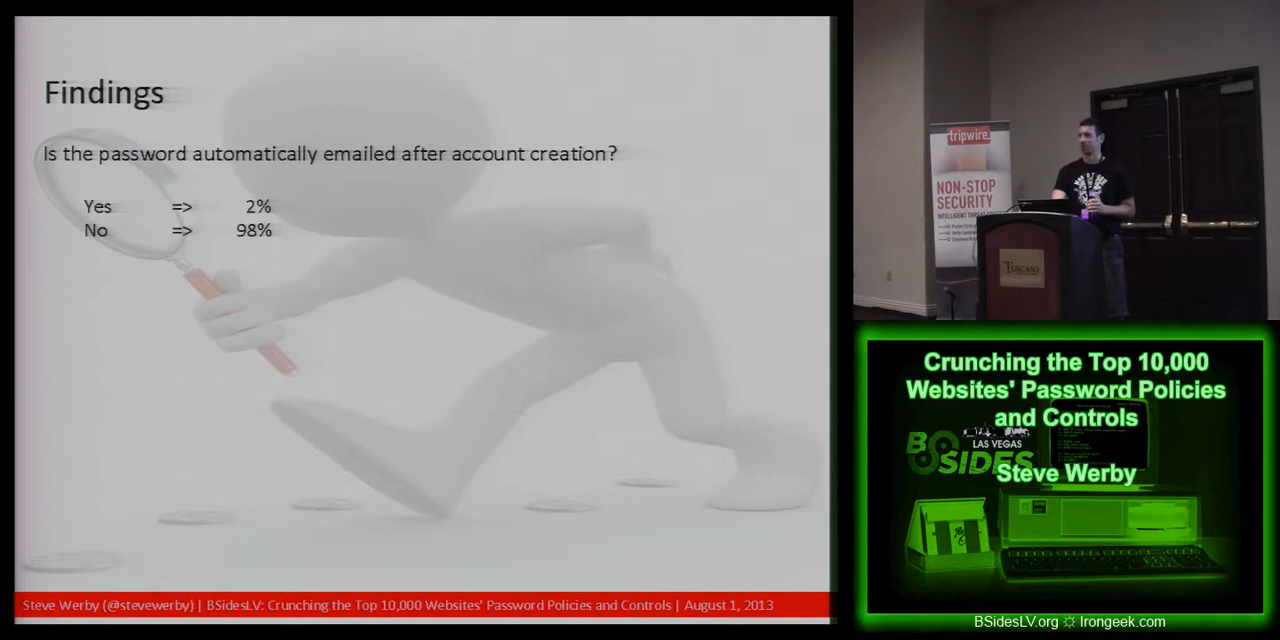 Findings
Is the password automatically emailed after account creation?
Yes => 2%
No => 98%
Steve Werby (@stevewerby) | BSidesLV: Crunching the Top 10,000 Websites' Password Policies and Controls | August 1, 2013
tripwire
NON-STOP
SECURITY
TUSCANY
Crunching the Top 10,000
Websites' Password Policies
and Controls
LAS VEGAS
BSIDES
Steve Werby
BSidesLV.org ☼ Irongeek.com